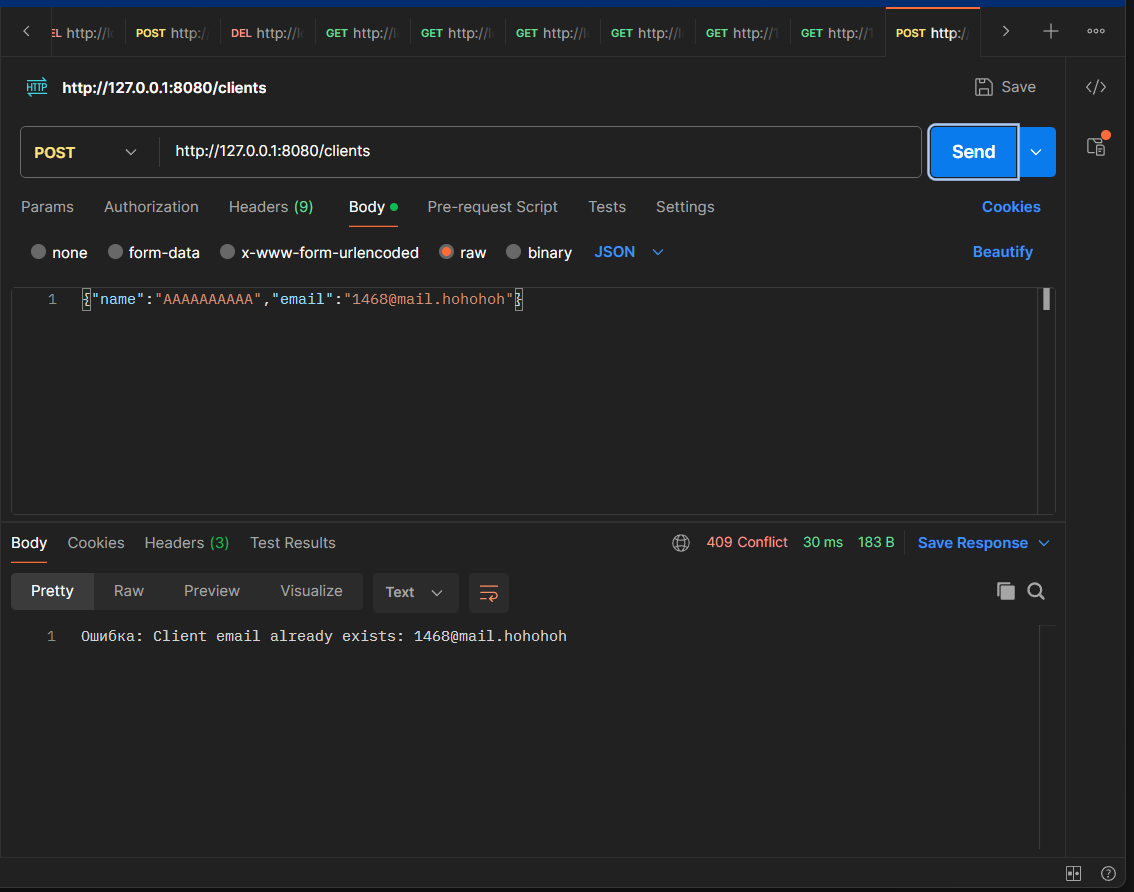 EL http://l
POST http:/
DEL http://l
GET http://l
GET http://l
GET http://l
GET http://l
GET http://1
GET http://1
POST http:/
HTTP http://127.0.0.1:8080/clients
Save
POST http://127.0.0.1:8080/clients
Send
Params Authorization Headers (9) Body Pre-request Script Tests Settings Cookies
none form-data x-www-form-urlencoded raw binary JSON Beautify
1 {"name":"AAAAAAAAAA","email":"1468@mail.hohohoh"}
Body Cookies Headers (3) Test Results 409 Conflict 30 ms 183 B Save Response
Pretty Raw Preview Visualize Text
1 Ошибка: Client email already exists: 1468@mail.hohohoh